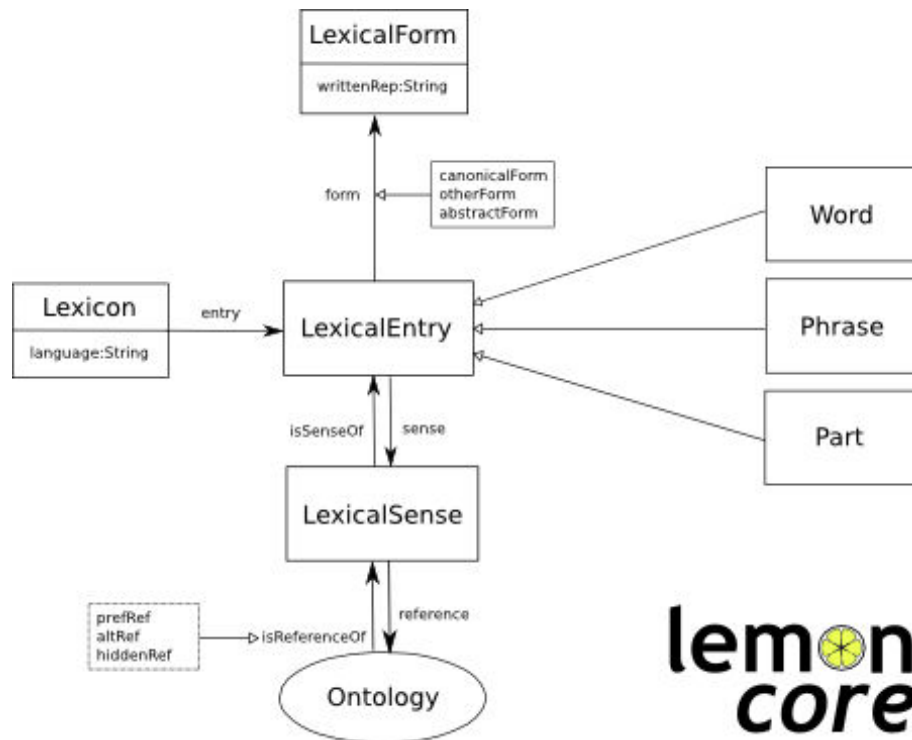 LexicalForm
writtenRep:String
form
canonicalForm
otherForm
abstractForm
Word
Lexicon
language:String
entry
LexicalEntry
Phrase
isSenseOf
sense
Part
LexicalSense
prefRef
altRef
hiddenRef
isReferenceOf
reference
Ontology
lemon
core